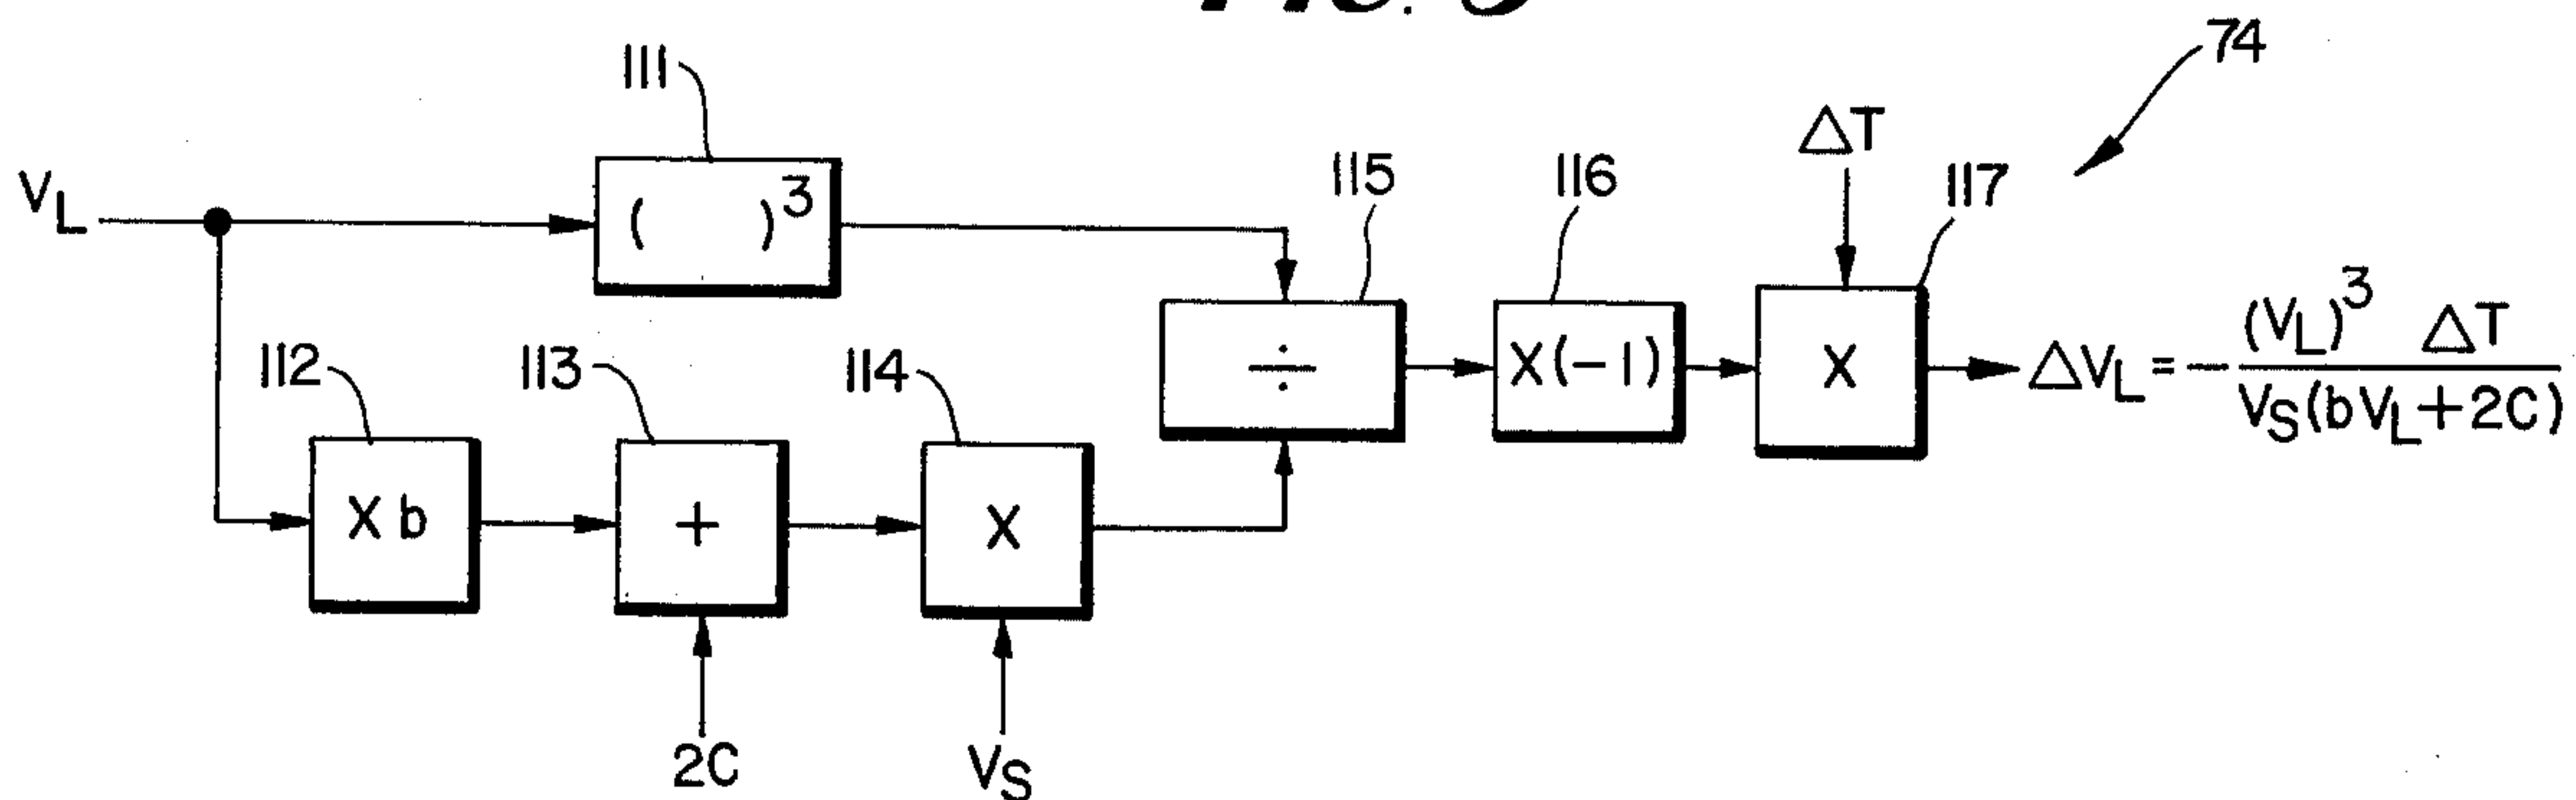 74
111
ΔT
V_L
( )³
115
116
117
112
113
114
÷
X(-1)
X
ΔV_L = - (V_L)³ ΔT / V_S(bV_L+2C)
X b
+
X
2C
V_S